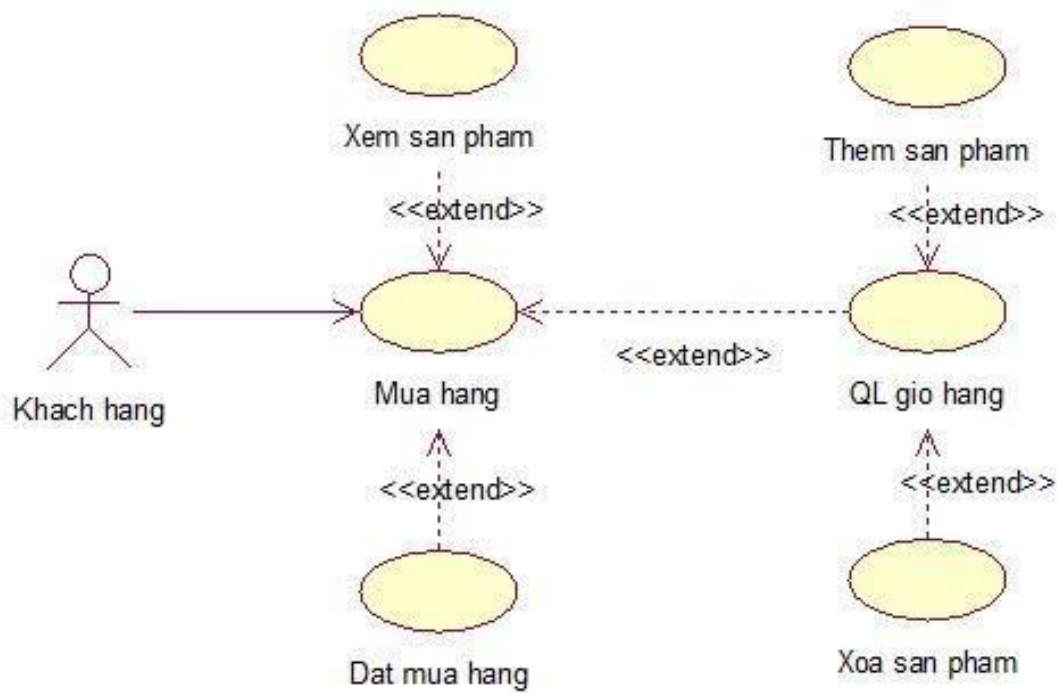 Xem san pham
Them san pham
<<extend>>
<<extend>>
<<extend>>
Khach hang
Mua hang
QL gio hang
<<extend>>
<<extend>>
Dat mua hang
Xoa san pham